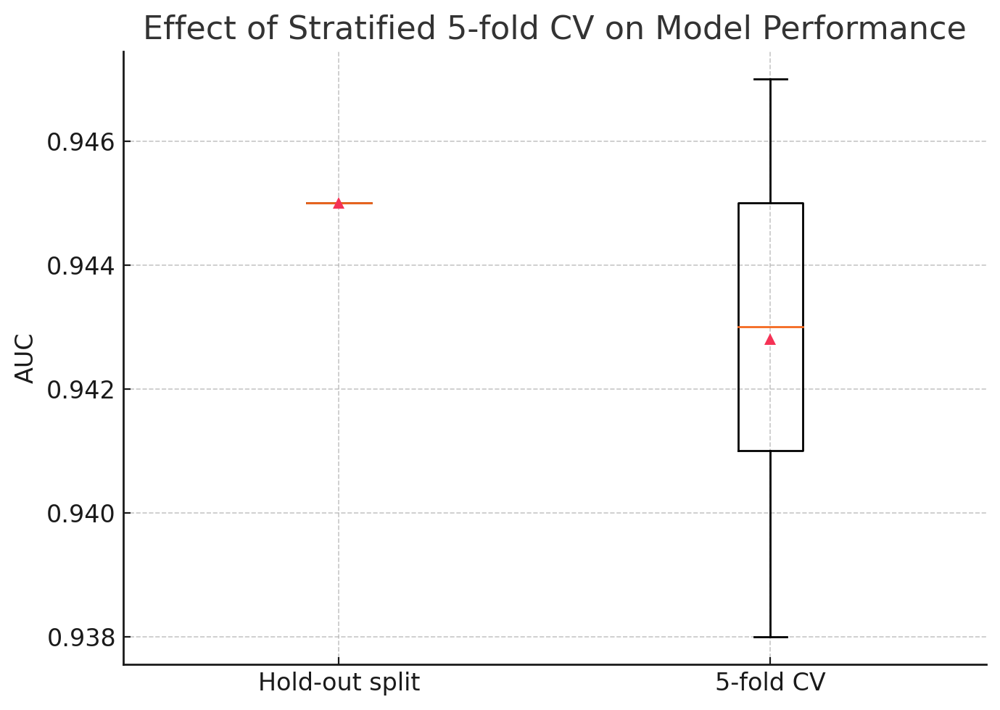 Effect of Stratified 5-fold CV on Model Performance
0.946
0.944
0.942
0.940
0.938
AUC
Hold-out split
5-fold CV